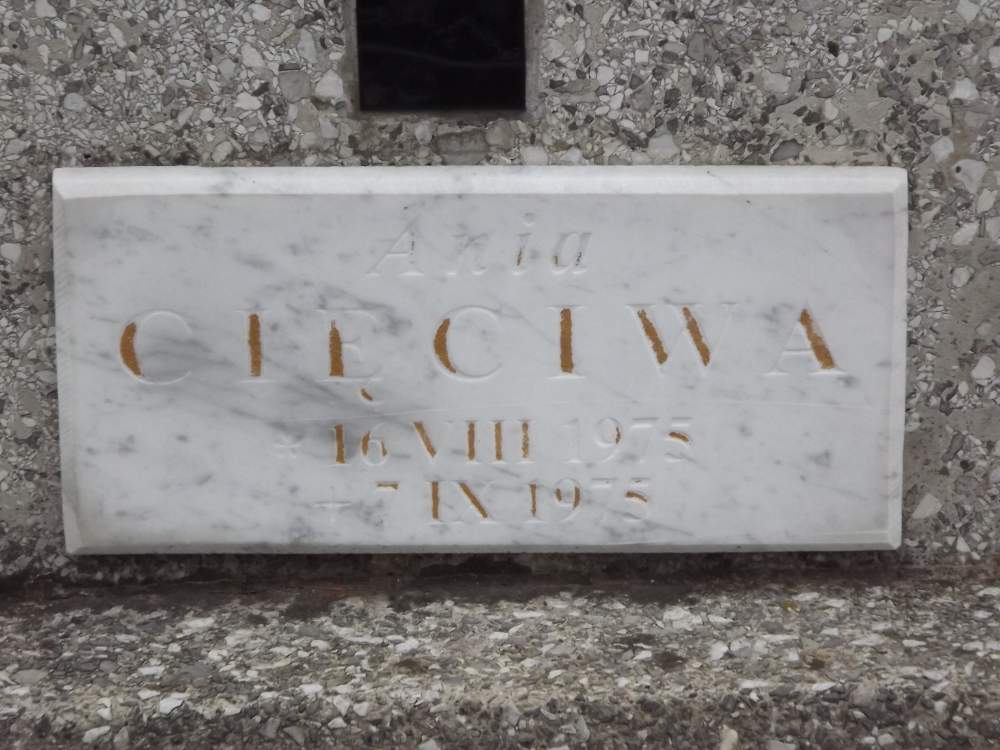 Ania
CIĘCIWA
* 16 VIII 1975
+ 7 IX 1975